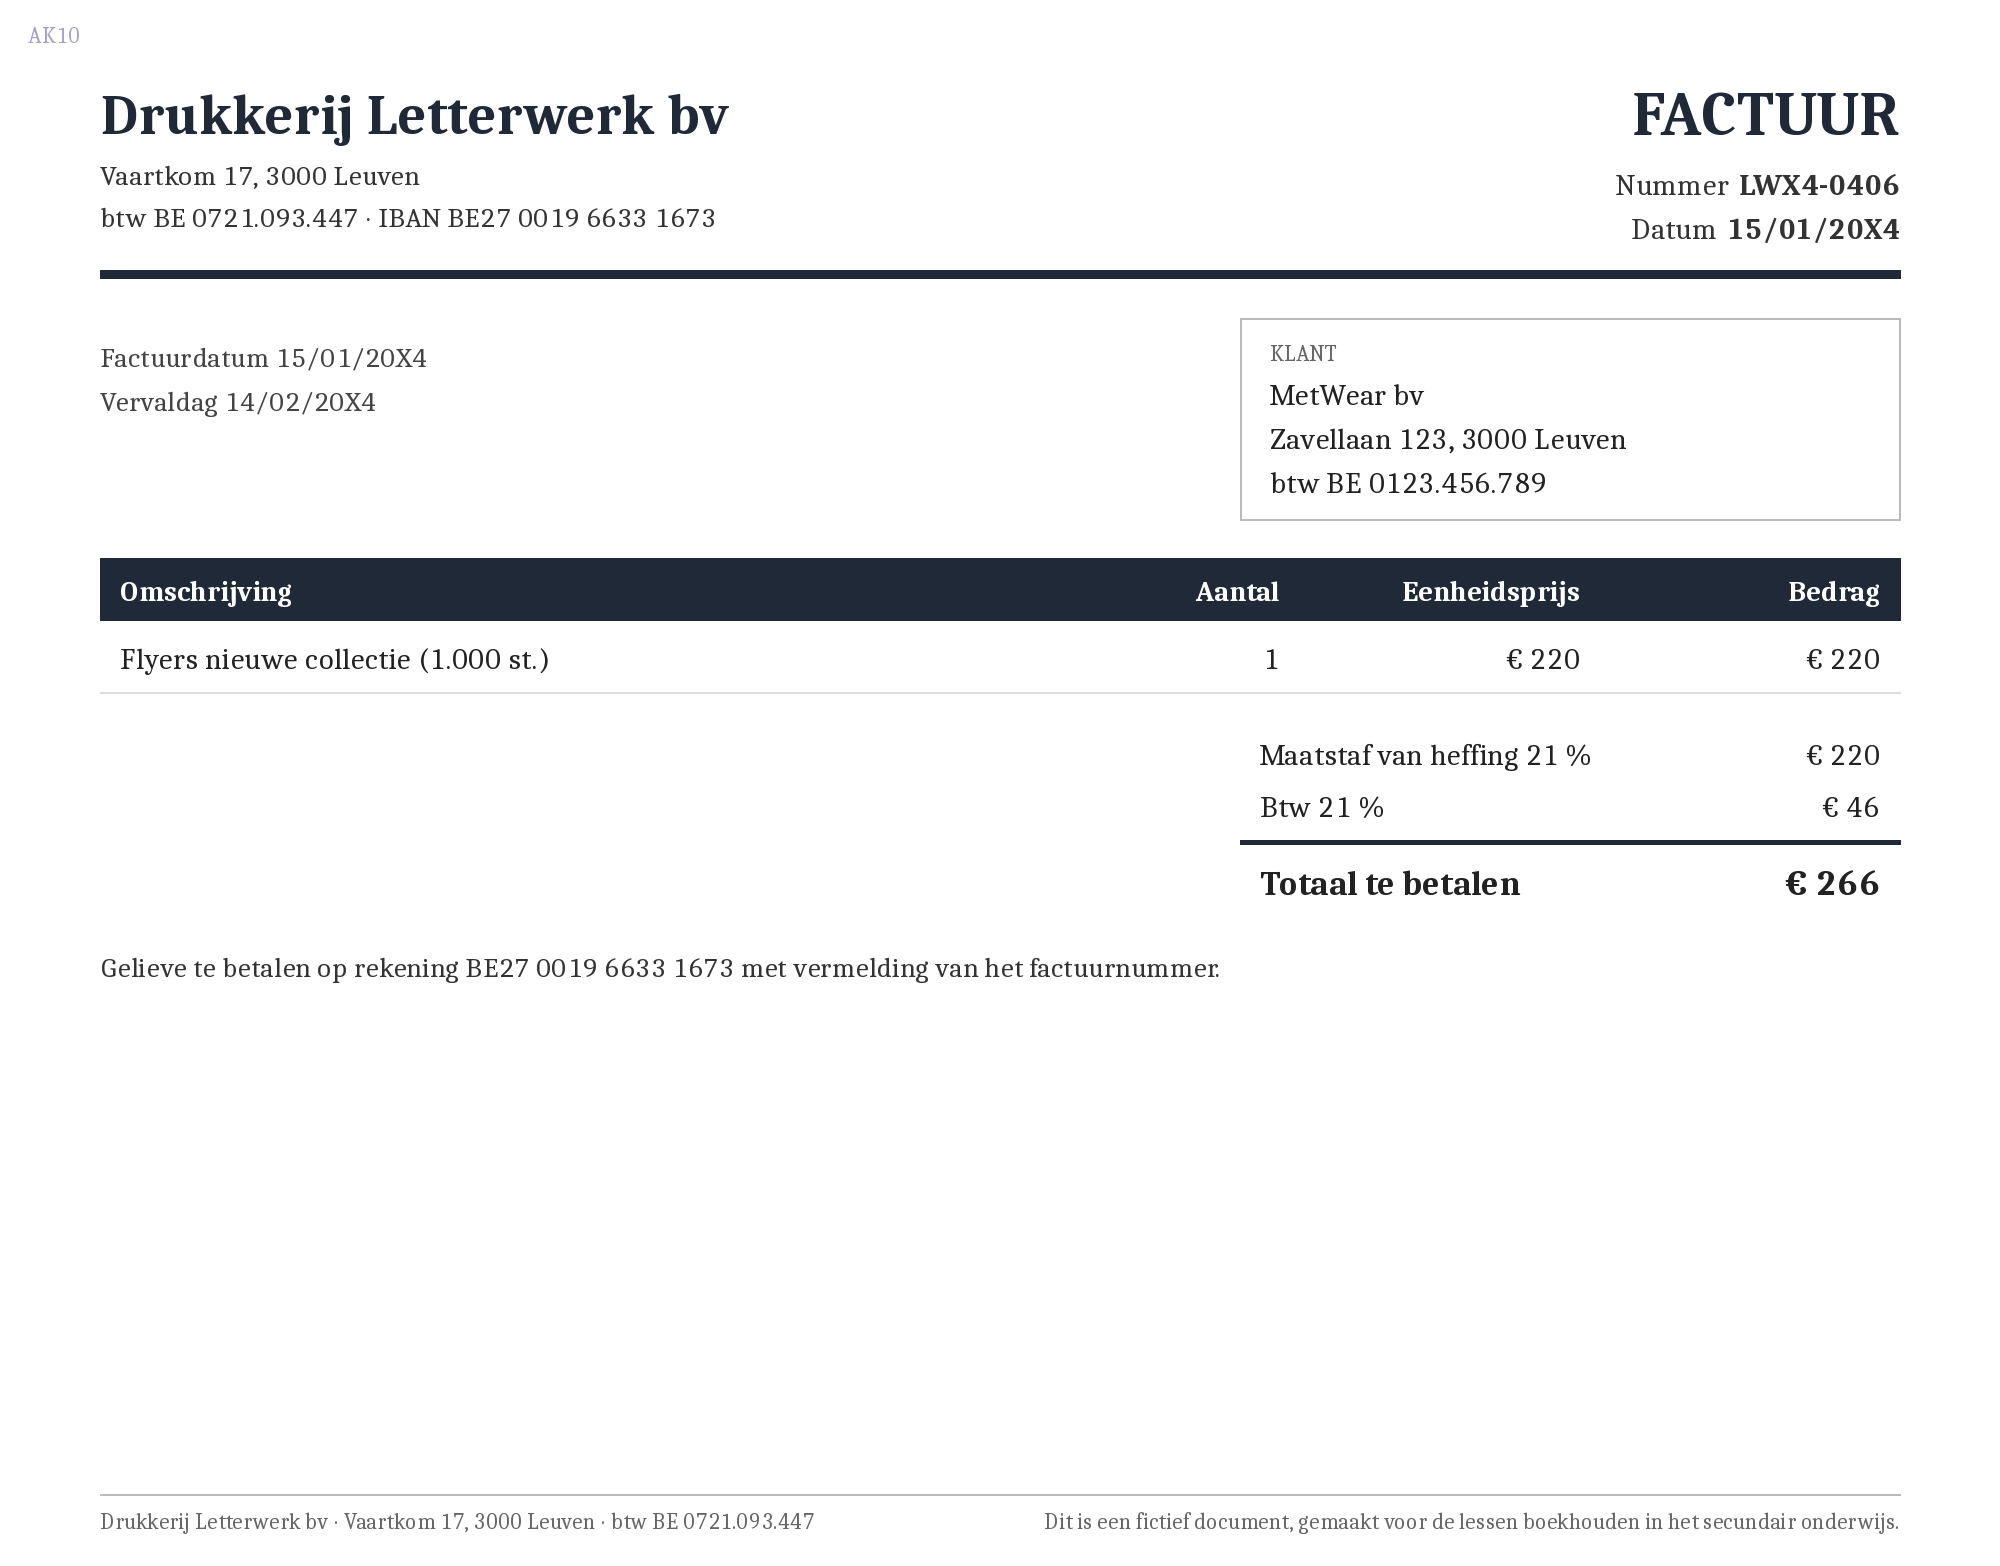 AK10
Drukkerij Letterwerk bv
Vaartkom 17, 3000 Leuven
btw BE 0721.093.447 · IBAN BE27 0019 6633 1673
FACTUUR
Nummer LWX4-0406
Datum 15/01/20X4
Factuurdatum 15/01/20X4
Vervaldag 14/02/20X4
KLANT
MetWear bv
Zavellaan 123, 3000 Leuven
btw BE 0123.456.789
Omschrijving Aantal Eenheidsprijs Bedrag
Flyers nieuwe collectie (1.000 st.) 1 € 220 € 220
Maatstaf van heffing 21 % € 220
Btw 21 % € 46
Totaal te betalen € 266
Gelieve te betalen op rekening BE27 0019 6633 1673 met vermelding van het factuurnummer.
Drukkerij Letterwerk bv · Vaartkom 17, 3000 Leuven · btw BE 0721.093.447
Dit is een fictief document, gemaakt voor de lessen boekhouden in het secundair onderwijs.